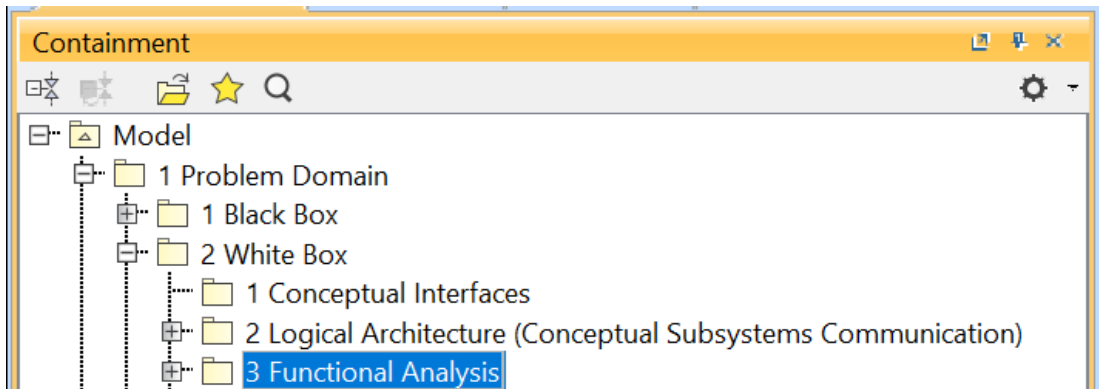 Containment
Model
1 Problem Domain
1 Black Box
2 White Box
1 Conceptual Interfaces
2 Logical Architecture (Conceptual Subsystems Communication)
3 Functional Analysis